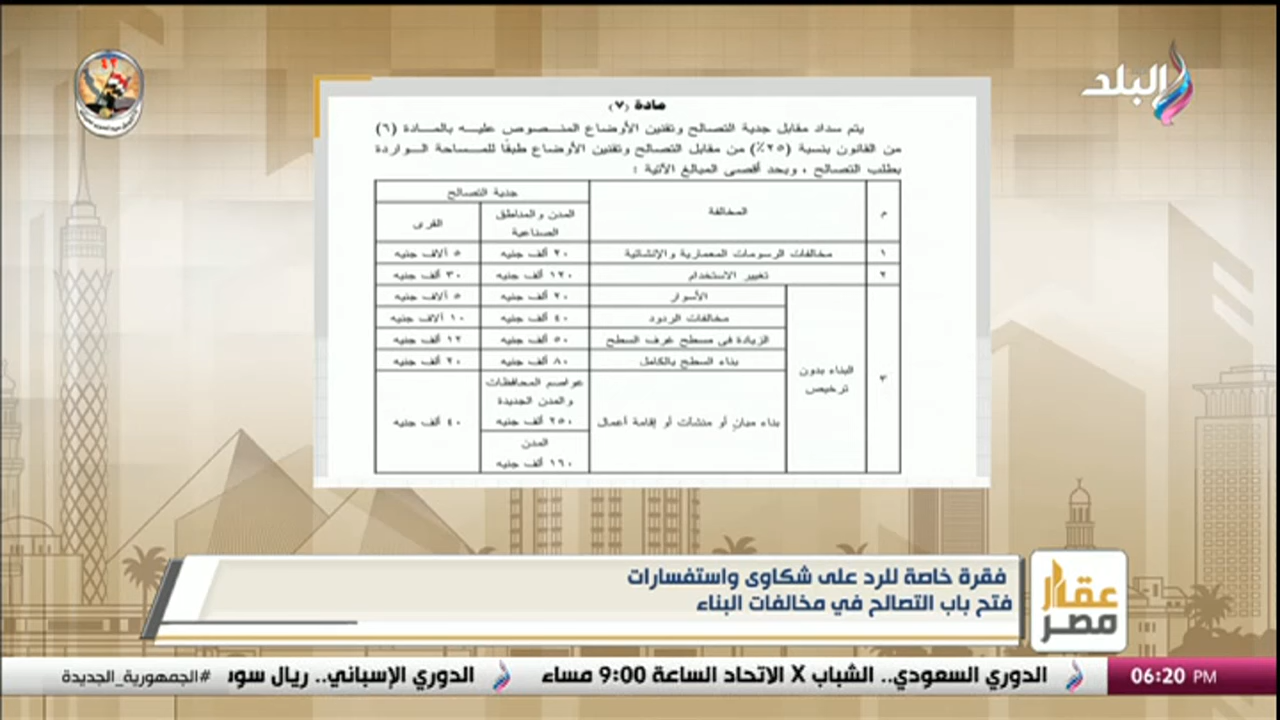 البلد
مادة (٧)
يتم سداد مقابل جدية التصالح وتقنين الأوضاع المنصوص عليه بالمادة (٦)
من القانون بنسبة (٢٥٪) من مقابل التصالح وتقنين الأوضاع طبقًا للمساحة الواردة
بطلب التصالح ، وبحد أقصى المبالغ الآتية :
م المخالفة جدية التصالح
المدن والمناطق الصناعية القرى
١ مخالفات الرسومات المعمارية والإنشائية ٢٠ ألف جنيه ٥ آلاف جنيه
٢ تغيير الاستخدام ١٢٠ ألف جنيه ٣٠ ألف جنيه
٣ البناء بدون ترخيص
الأسوار ٢٠ ألف جنيه ٥ آلاف جنيه
مخالفات الردود ٤٠ ألف جنيه ١٠ آلاف جنيه
الزيادة فى مسطح غرف السطح ٥٠ ألف جنيه ١٢ ألف جنيه
بناء السطح بالكامل ٨٠ ألف جنيه ٢٠ ألف جنيه
بناء مبانٍ أو منشآت أو إقامة أعمال
عواصم المحافظات
والمدن الجديدة
٢٥٠ ألف جنيه ٤٠ ألف جنيه
المدن
١٦٠ ألف جنيه
عقار مصر
فقرة خاصة للرد على شكاوى واستفسارات
فتح باب التصالح في مخالفات البناء
06:20 PM الدوري السعودي.. الشباب X الاتحاد الساعة 9:00 مساء الدوري الإسباني.. ريال سوس #الجمهورية_الجديدة